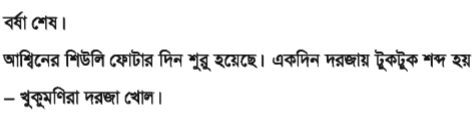 বর্ষা শেষ।
আশ্বিনের শিউলি ফোটার দিন শুরু হয়েছে। একদিন দরজায় টুকটুক শব্দ হয়
– খুকুমণিরা দরজা খোল।